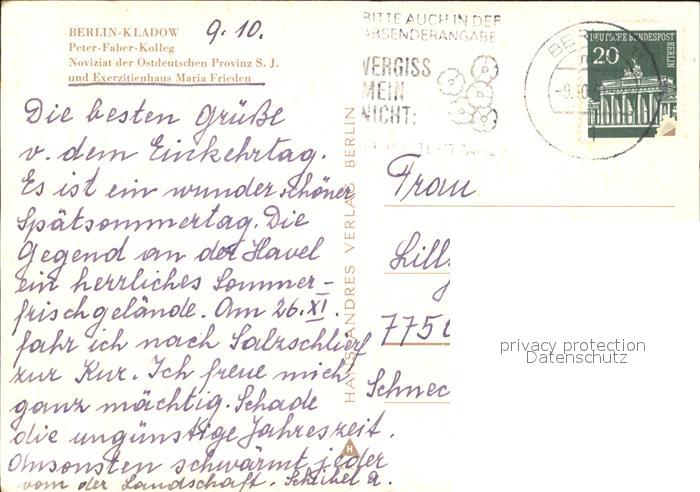 BERLIN-KLADOW
Peter-Faber-Kolleg
Noviziat der Ostdeutschen Provinz S. J.
und Exerzitienhaus Maria Frieden
9. 10.
Die besten Grüße
v. dem Einkehrtag.
Es ist ein wunderschöner
Spätsommertag. Die
Gegend an der Havel
ein herrliches Sommer-
frischgelände. Am 26. XI.
fahr ich nach Salzschlirf
zur Kur. Ich freue mich
ganz mächtig. Schade
die ungünstige Jahreszeit.
Ansonsten schwärmt jeder
von der Landschaft.
HANS ANDRES VERLAG BERLIN
H
BITTE AUCH IN DER
ABSENDERANGABE
VERGISS
MEIN
NICHT:
DEUTSCHE BUNDESPOST
BERLIN
20
-9.10.
Frau
Lill
775
Schnec
privacy protection
Datenschutz